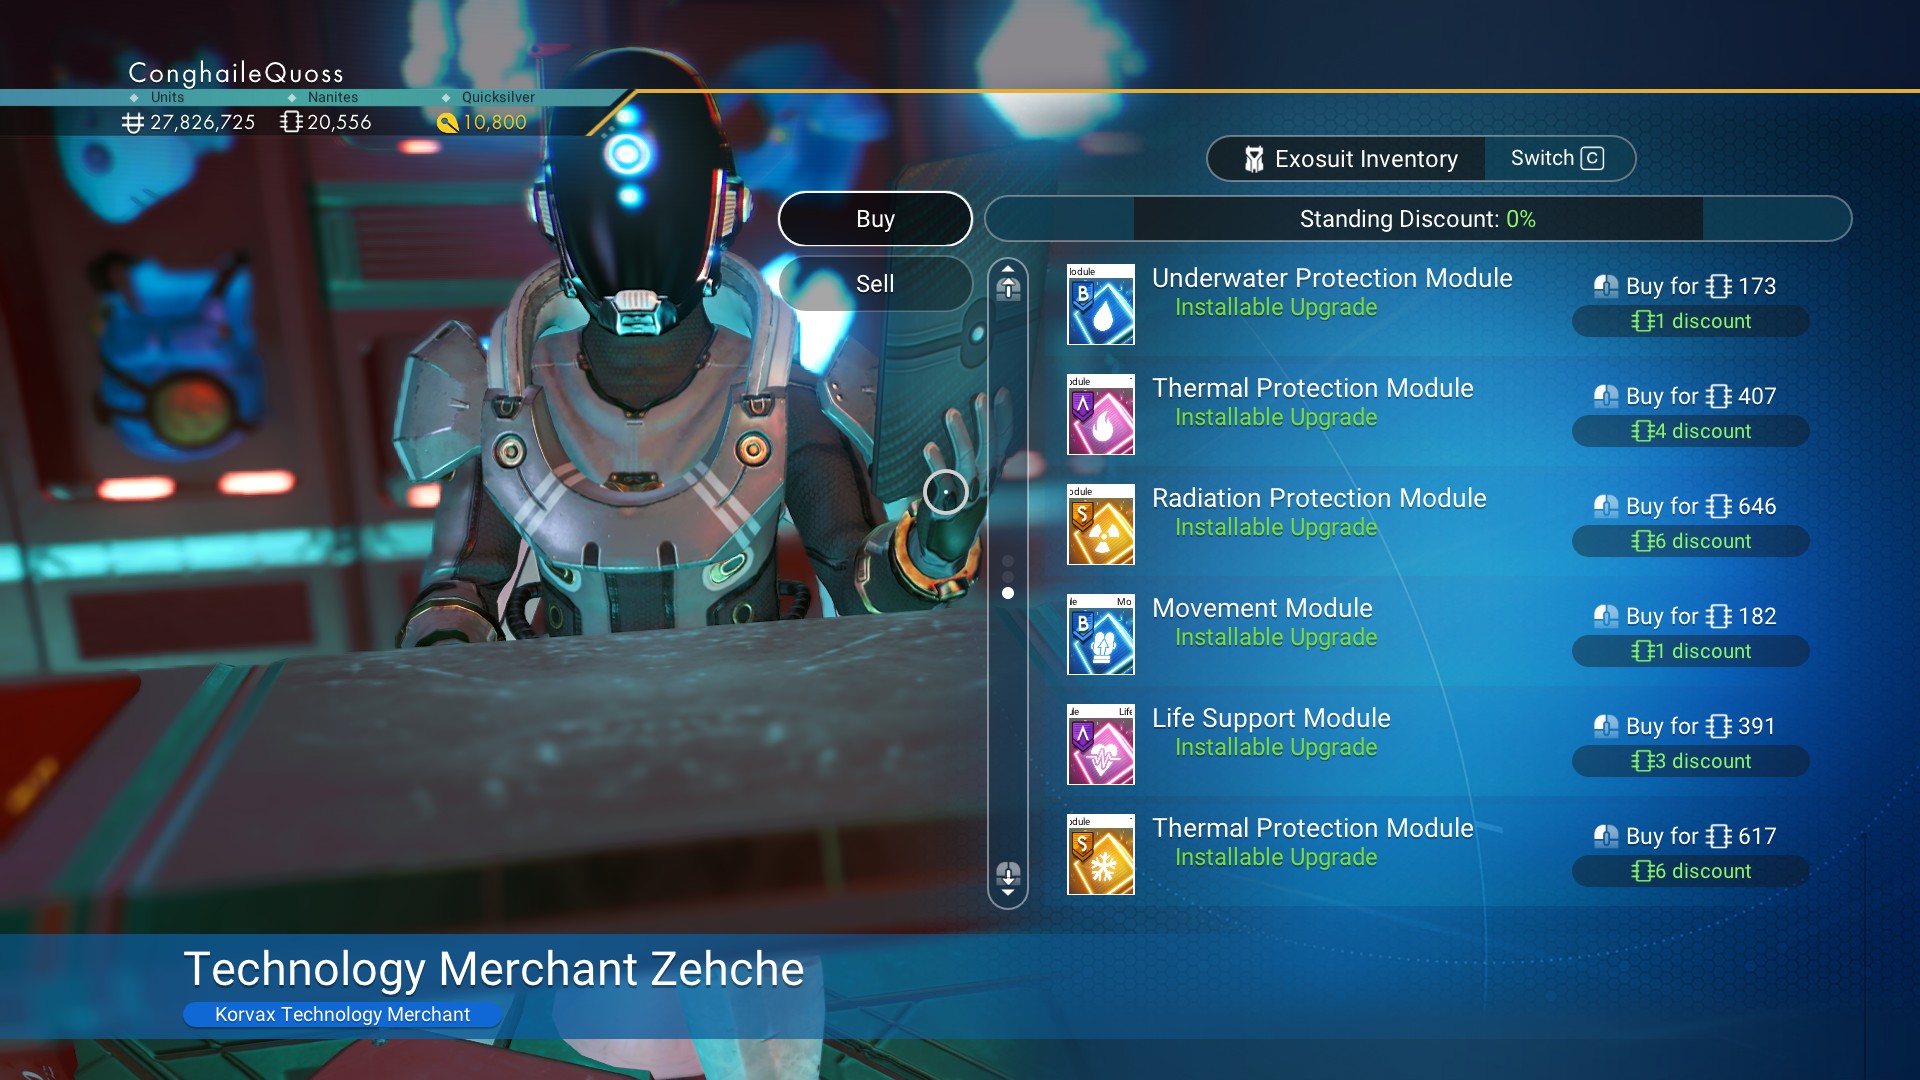 ConghaileQuoss
Units Nanites Quicksilver
27,826,725 20,556 10,800
Exosuit Inventory Switch C
Buy
Standing Discount: 0%
Sell
Underwater Protection Module
Installable Upgrade
Buy for 173
1 discount
B
Thermal Protection Module
Installable Upgrade
Buy for 407
4 discount
A
Radiation Protection Module
Installable Upgrade
Buy for 646
6 discount
S
Movement Module
Installable Upgrade
Buy for 182
1 discount
B
Life Support Module
Installable Upgrade
Buy for 391
3 discount
A
Thermal Protection Module
Installable Upgrade
Buy for 617
6 discount
S
Technology Merchant Zehche
Korvax Technology Merchant